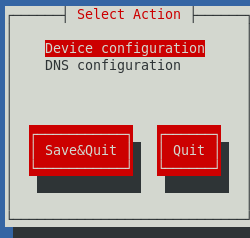 Select Action
Device configuration
DNS configuration
Save&Quit Quit